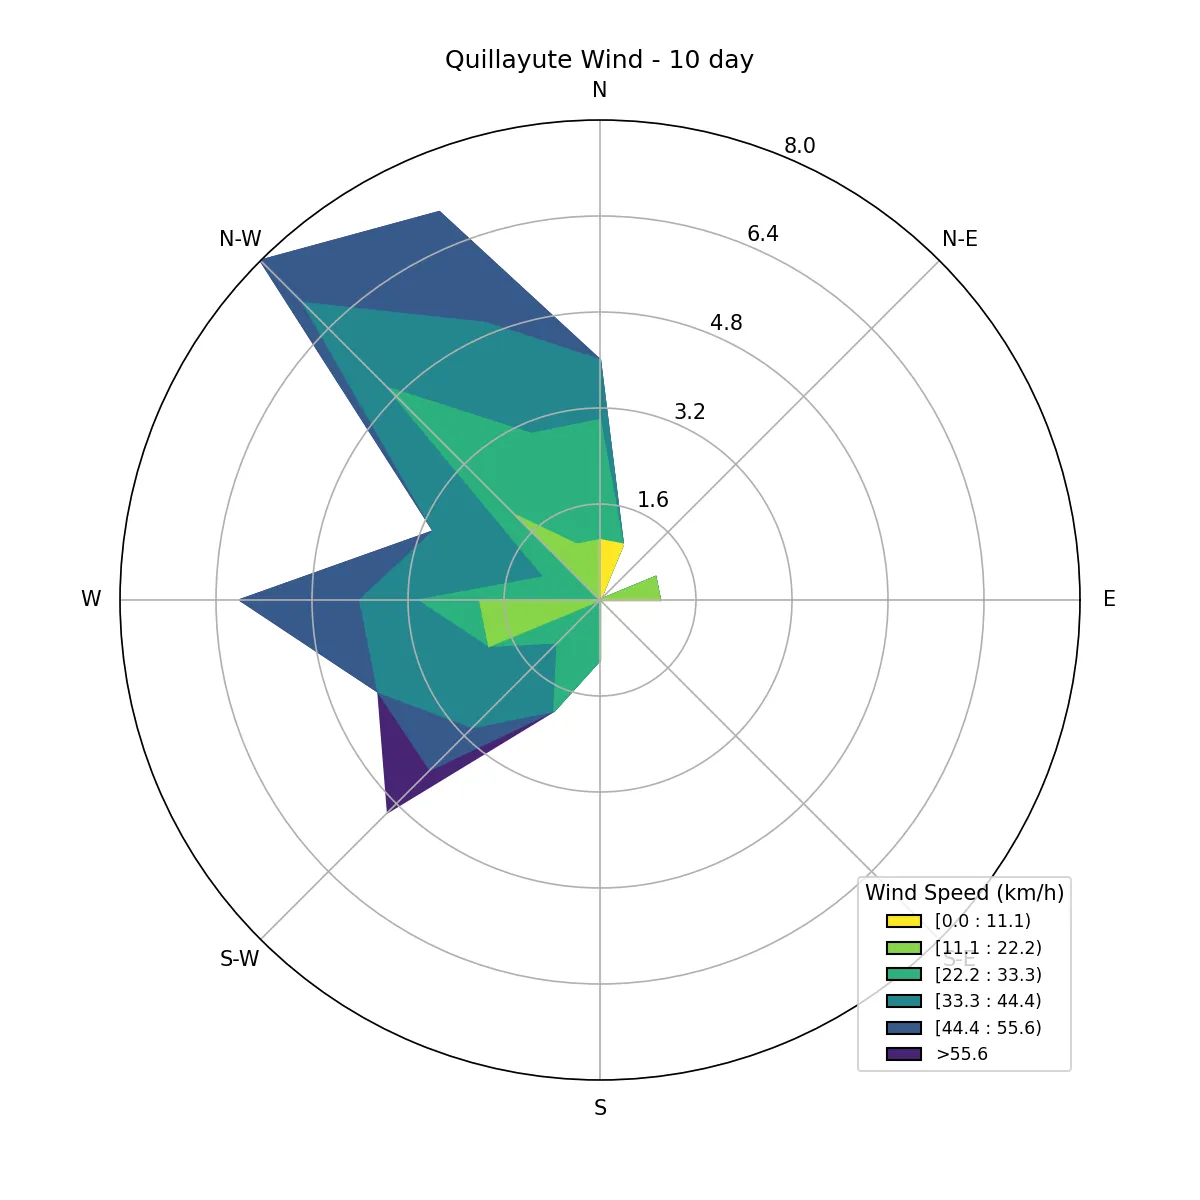 Quillayute Wind - 10 day
N
8.0
N-W
6.4
N-E
4.8
3.2
1.6
W
E
S-W
S-E
S
Wind Speed (km/h)
[0.0 : 11.1)
[11.1 : 22.2)
[22.2 : 33.3)
[33.3 : 44.4)
[44.4 : 55.6)
>55.6